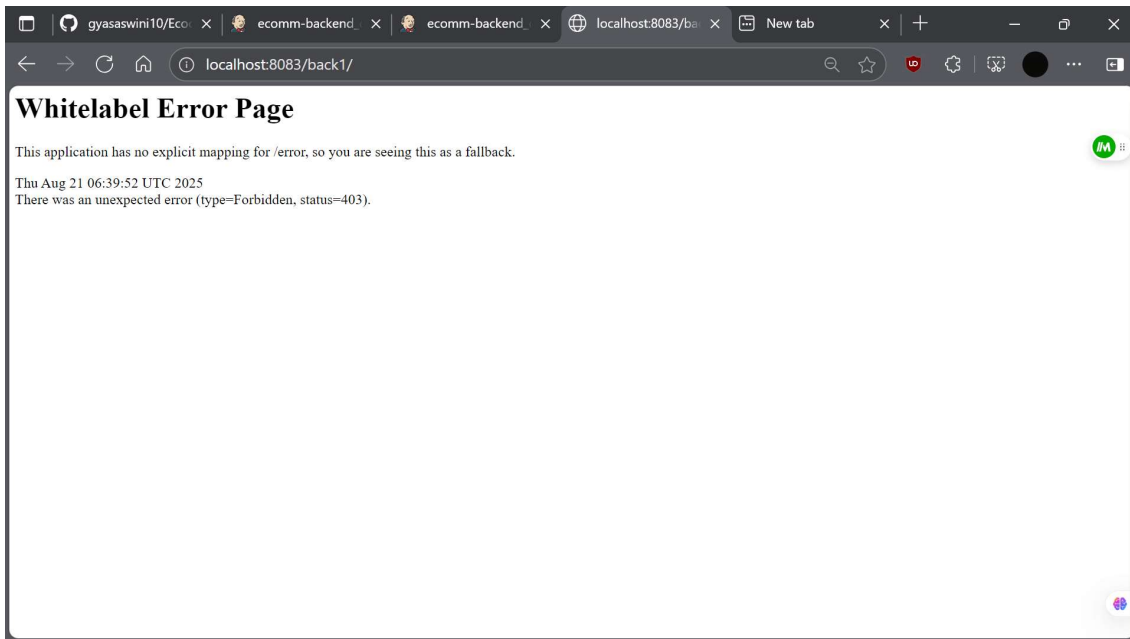 gyasaswini10/Eco
ecomm-backend_
ecomm-backend_
localhost:8083/ba
New tab
localhost:8083/back1/
UD
Whitelabel Error Page
This application has no explicit mapping for /error, so you are seeing this as a fallback.
Thu Aug 21 06:39:52 UTC 2025
There was an unexpected error (type=Forbidden, status=403).